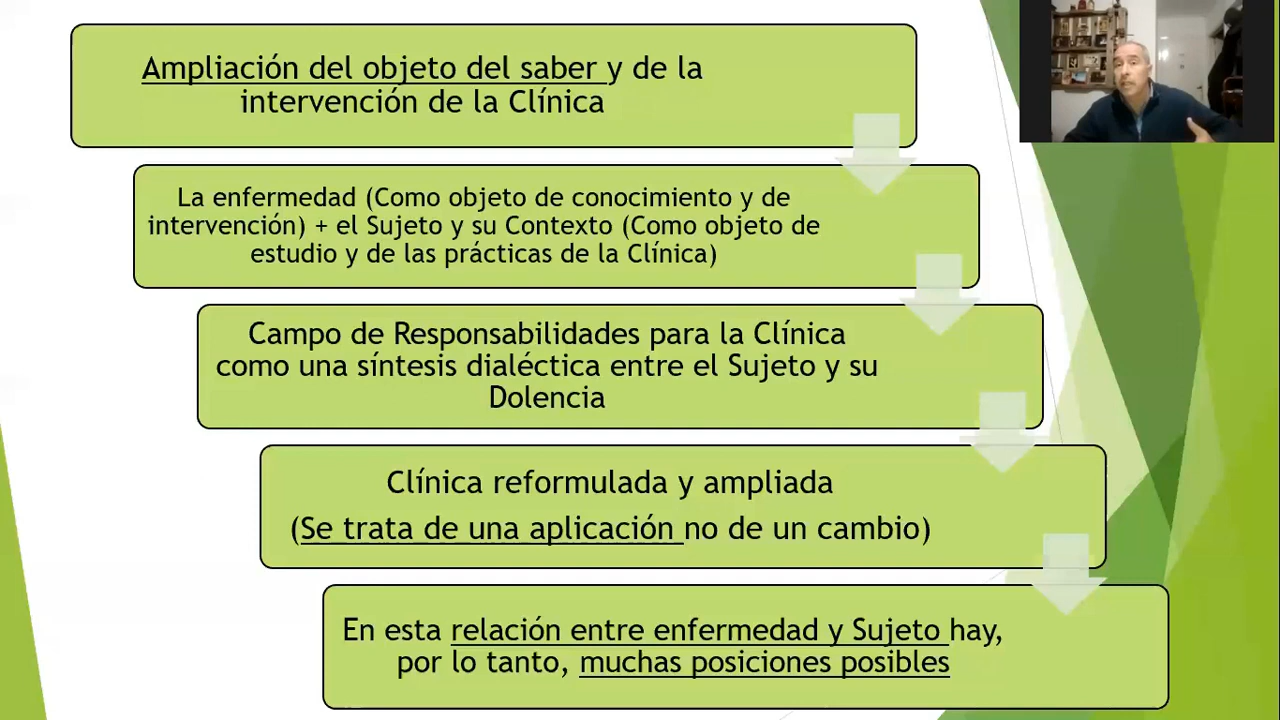 Ampliación del objeto del saber y de la
intervención de la Clínica
La enfermedad (Como objeto de conocimiento y de
intervención) + el Sujeto y su Contexto (Como objeto de
estudio y de las prácticas de la Clínica)
Campo de Responsabilidades para la Clínica
como una síntesis dialéctica entre el Sujeto y su
Dolencia
Clínica reformulada y ampliada
(Se trata de una aplicación no de un cambio)
En esta relación entre enfermedad y Sujeto hay,
por lo tanto, muchas posiciones posibles